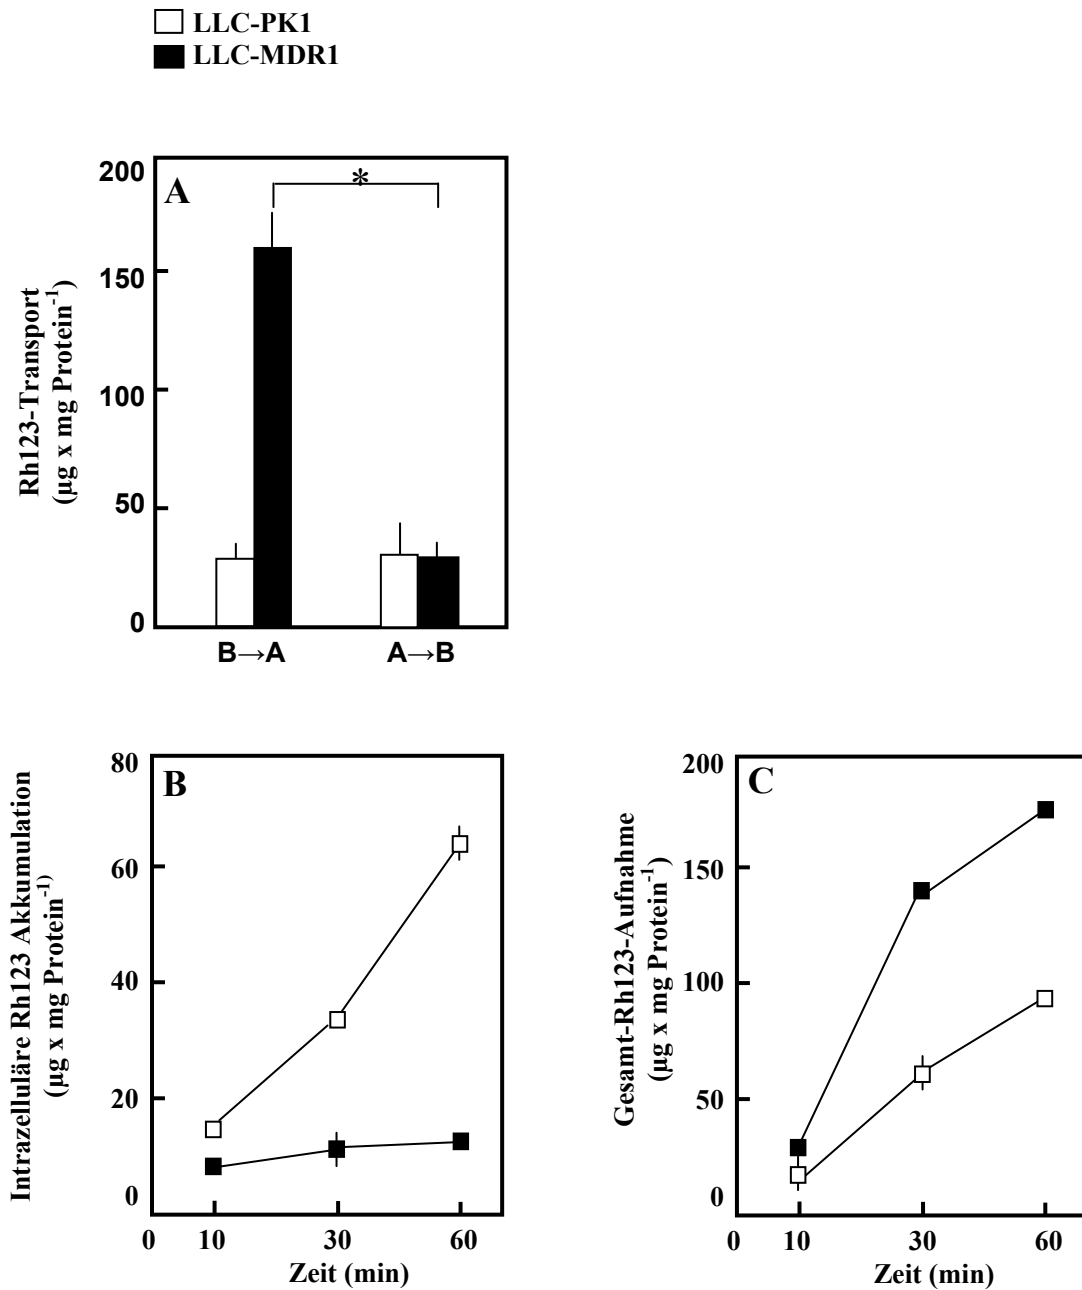 LLC-PK1
LLC-MDR1
A
*
Rh123-Transport
(µg x mg Protein⁻¹)
200
150
100
50
0
B→A
A→B
B
Intrazelluläre Rh123 Akkumulation
(µg x mg Protein⁻¹⁾
80
60
40
20
0
0 10 30 60
Zeit (min)
C
Gesamt-Rh123-Aufnahme
(µg x mg Protein⁻¹)
200
150
100
50
0
0 10 30 60
Zeit (min)